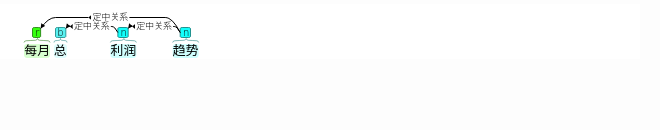 定中关系
定中关系 定中关系
r b n n
每月 总 利润 趋势